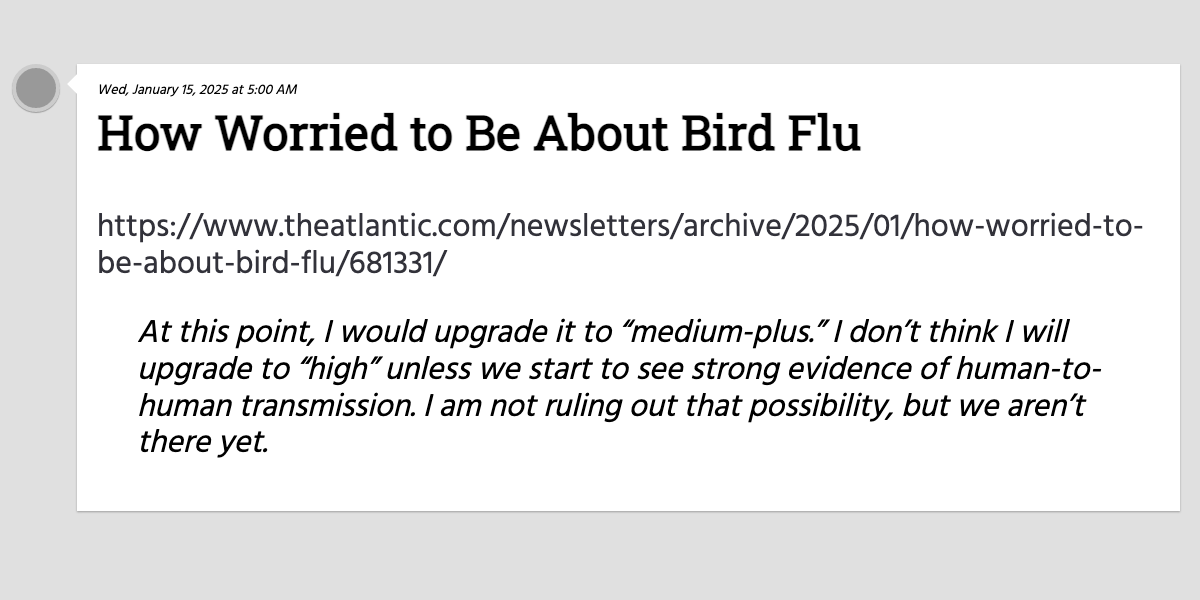 Wed, January 15, 2025 at 5:00 AM
How Worried to Be About Bird Flu
https://www.theatlantic.com/newsletters/archive/2025/01/how-worried-to-
be-about-bird-flu/681331/
At this point, I would upgrade it to “medium-plus.” I don’t think I will
upgrade to “high” unless we start to see strong evidence of human-to-
human transmission. I am not ruling out that possibility, but we aren’t
there yet.